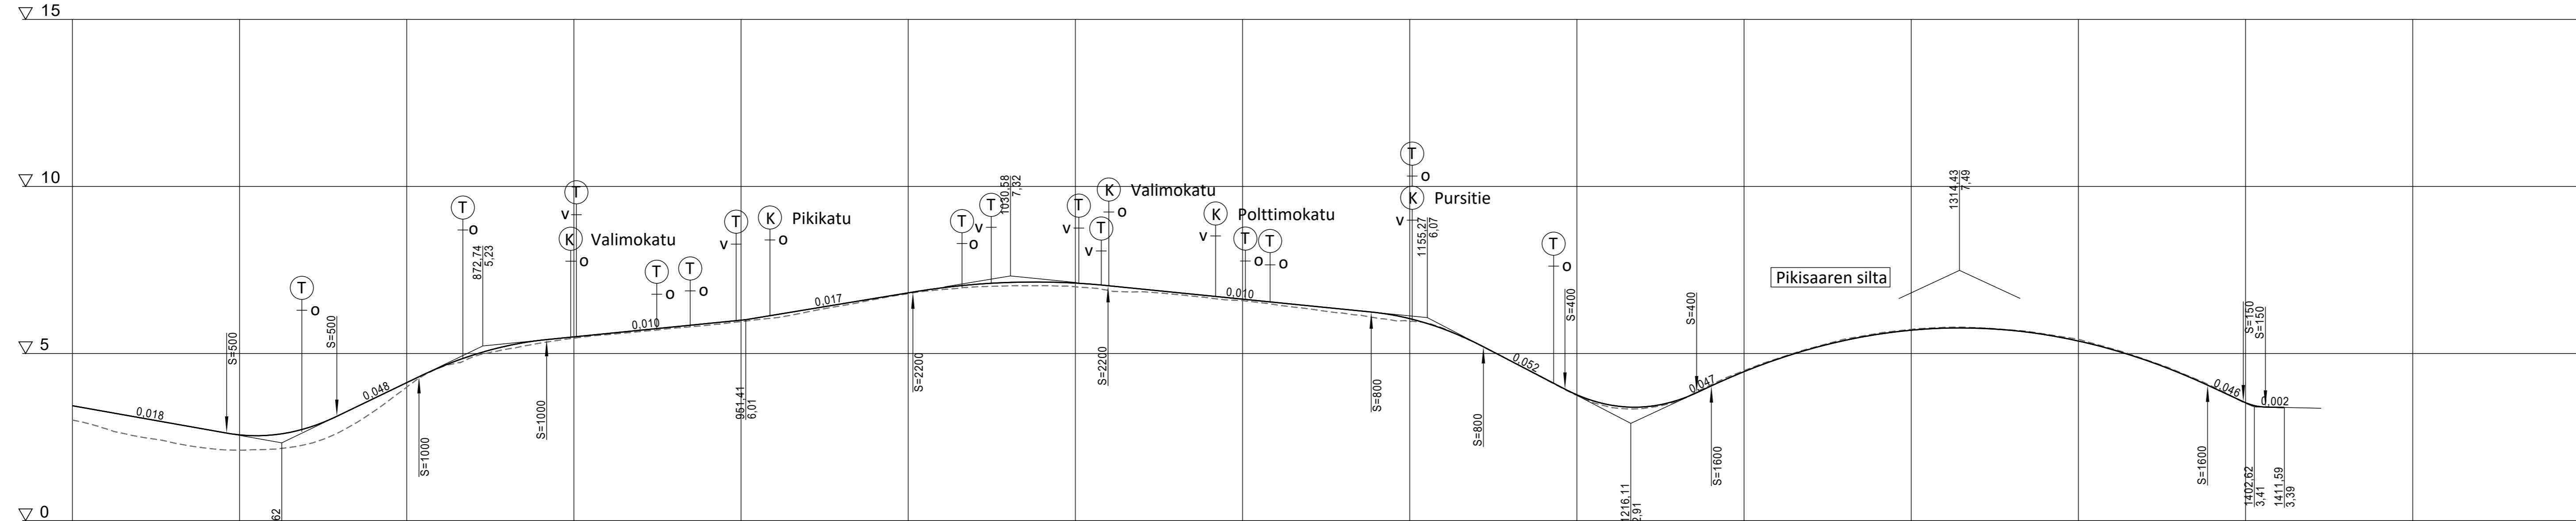 15
10
5
0
0,018
S=500
62
T
o
S=500
0,048
S=1000
T
o
872,74
5,23
S=1000
K Valimokatu
o
T
v
0,010
T
o
T
o
T
v
951,41
6,01
K Pikikatu
o
0,017
S=2200
T
o
T
v
1030,58
7,32
T
v
T
v
K Valimokatu
o
S=2200
K Polttimokatu
v
0,010
T
o
T
o
S=800
T
o
K Pursitie
v
1155,27
6,07
S=800
0,052
T
o
S=400
1216,11
2,91
S=400
0,047
S=1600
Pikisaaren silta
1314,43
7,49
S=1600
0,046
S=150
S=150
0,002
1402,62
3,41
1411,59
3,39